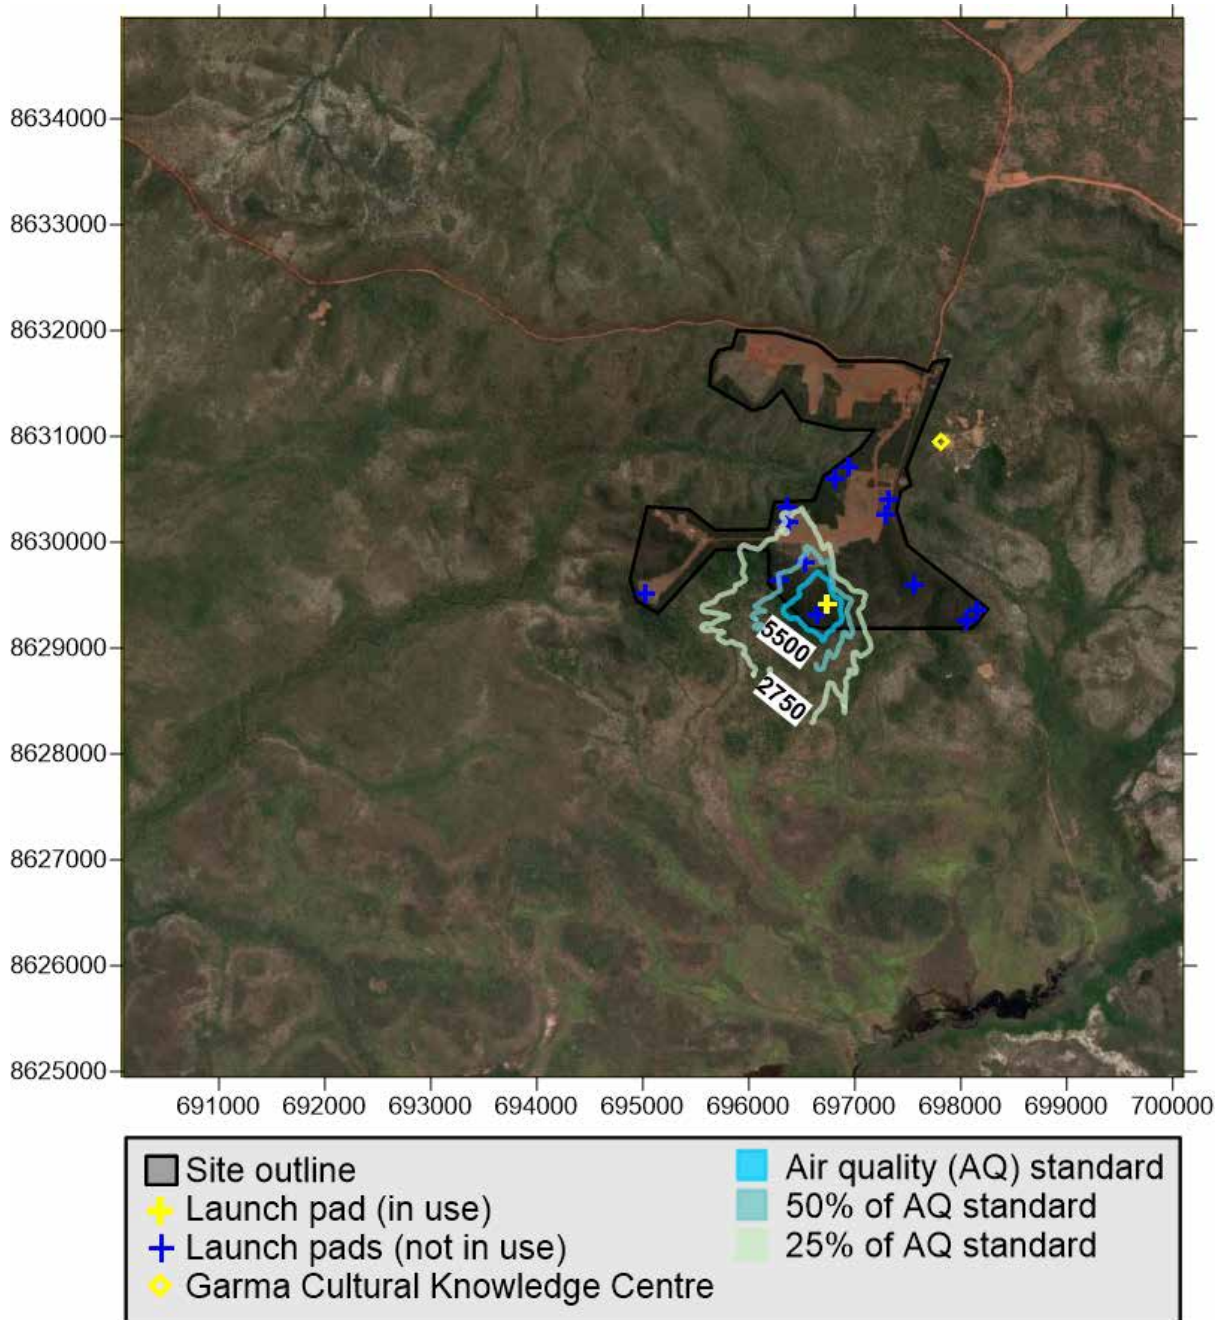 8634000
8633000
8632000
8631000
8630000
8629000
8628000
8627000
8626000
8625000
5500
2750
691000 692000 693000 694000 695000 696000 697000 698000 699000 700000
Site outline
Launch pad (in use)
Launch pads (not in use)
Garma Cultural Knowledge Centre
Air quality (AQ) standard
50% of AQ standard
25% of AQ standard